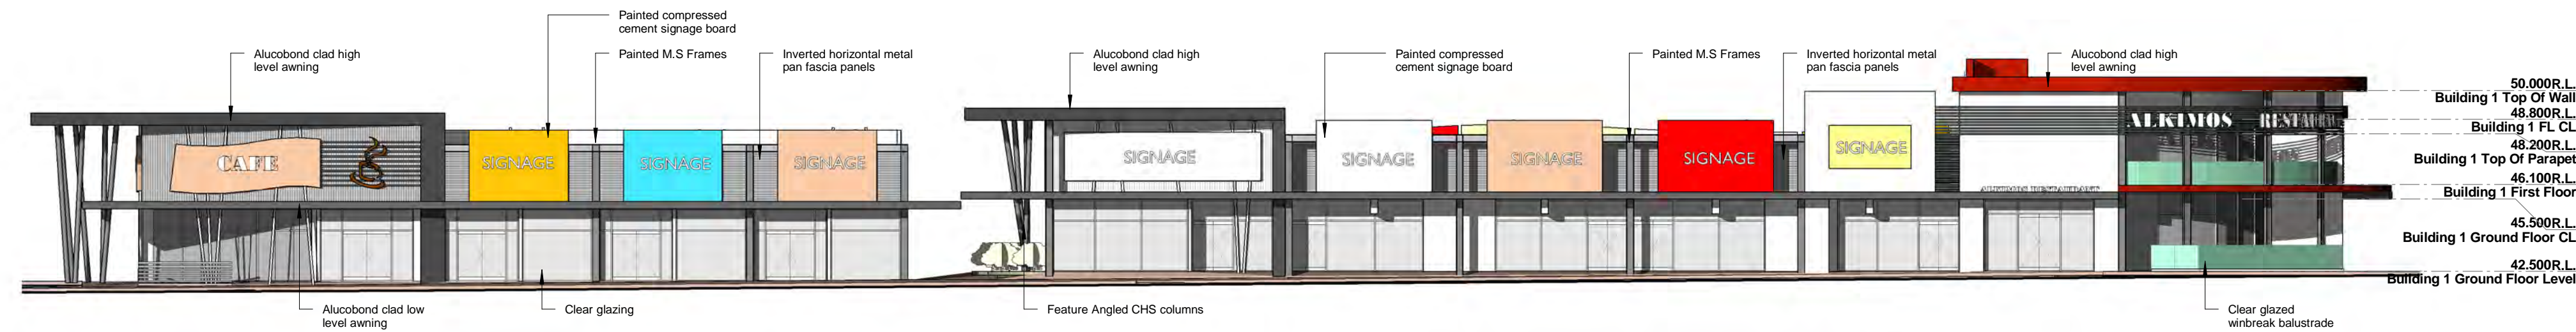 Painted compressed
cement signage board
Alucobond clad high
level awning
Painted M.S Frames
Inverted horizontal metal
pan fascia panels
Alucobond clad high
level awning
Painted compressed
cement signage board
Painted M.S Frames
Inverted horizontal metal
pan fascia panels
Alucobond clad high
level awning
50.000R.L.
Building 1 Top Of Wall
48.800R.L.
Building 1 FL CL
48.200R.L.
Building 1 Top Of Parapet
46.100R.L.
Building 1 First Floor
45.500R.L.
Building 1 Ground Floor CL
42.500R.L.
Building 1 Ground Floor Level
CAFE
SIGNAGE
SIGNAGE
SIGNAGE
SIGNAGE
SIGNAGE
SIGNAGE
SIGNAGE
SIGNAGE
ALKIMOS
ALKIMOS RESTAURANT
Alucobond clad low
level awning
Clear glazing
Feature Angled CHS columns
Clear glazed
winbreak balustrade